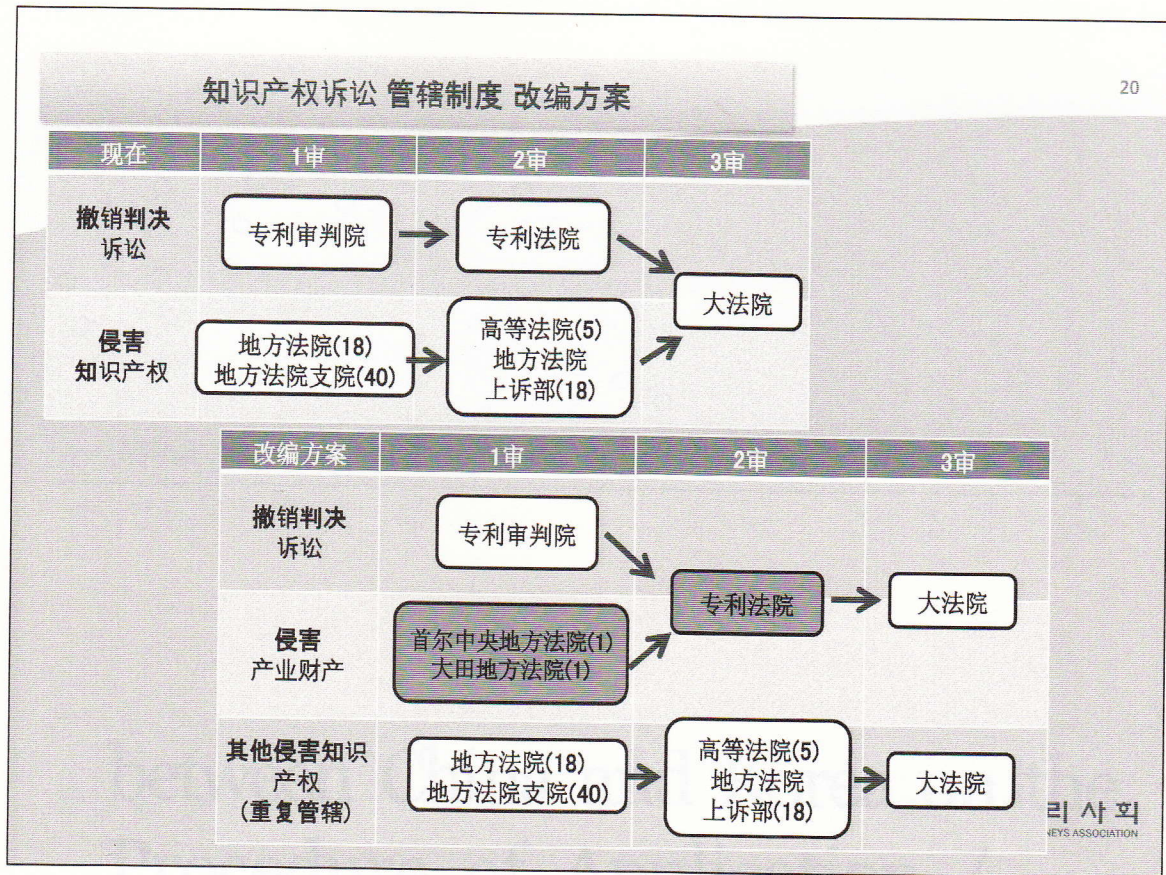 知识产权诉讼 管辖制度 改编方案
20
现在
1审
2审
3审
撤销判决
诉讼
专利审判院
专利法院
大法院
侵害
知识产权
地方法院(18)
地方法院支院(40)
高等法院(5)
地方法院
上诉部(18)
改编方案
1审
2审
3审
撤销判决
诉讼
专利审判院
专利法院
大法院
侵害
产业财产
首尔中央地方法院(1)
大田地方法院(1)
其他侵害知识
产权
(重复管辖)
地方法院(18)
地方法院支院(40)
高等法院(5)
地方法院
上诉部(18)
大法院
리사회
NEYS ASSOCIATION